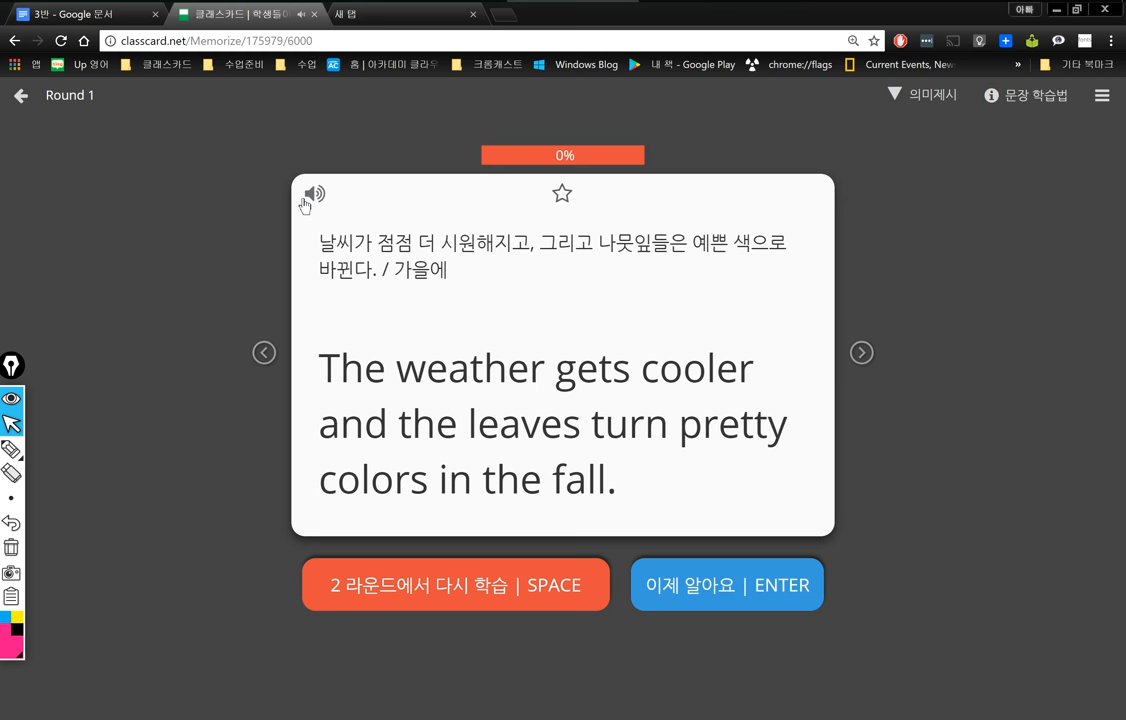 3반 - Google 문서
클래스카드 | 학생들이
새 탭
아빠
classcard.net/Memorize/175979/6000
앱
Up 영어
클래스카드
수업준비
수업
홈 | 아카데미 클라우
크롬캐스트
Windows Blog
내 책 - Google Play
chrome://flags
Current Events, New
»
기타 북마크
Round 1
의미제시
문장 학습법
0%
날씨가 점점 더 시원해지고, 그리고 나뭇잎들은 예쁜 색으로
바뀐다. / 가을에
The weather gets cooler
and the leaves turn pretty
colors in the fall.
2 라운드에서 다시 학습 | SPACE
이제 알아요 | ENTER